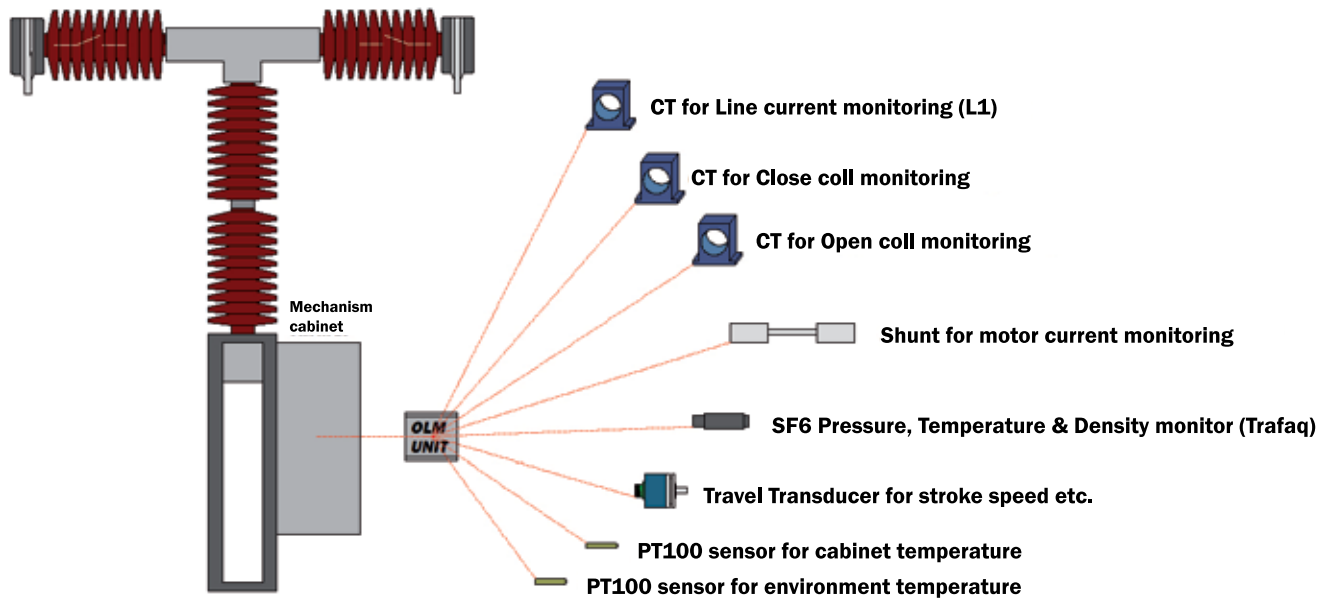 CT for Line current monitoring (L1)
CT for Close coll monitoring
CT for Open coll monitoring
Mechanism
cabinet
Shunt for motor current monitoring
OLM
UNIT
SF6 Pressure, Temperature & Density monitor (Trafaq)
Travel Transducer for stroke speed etc.
PT100 sensor for cabinet temperature
PT100 sensor for environment temperature